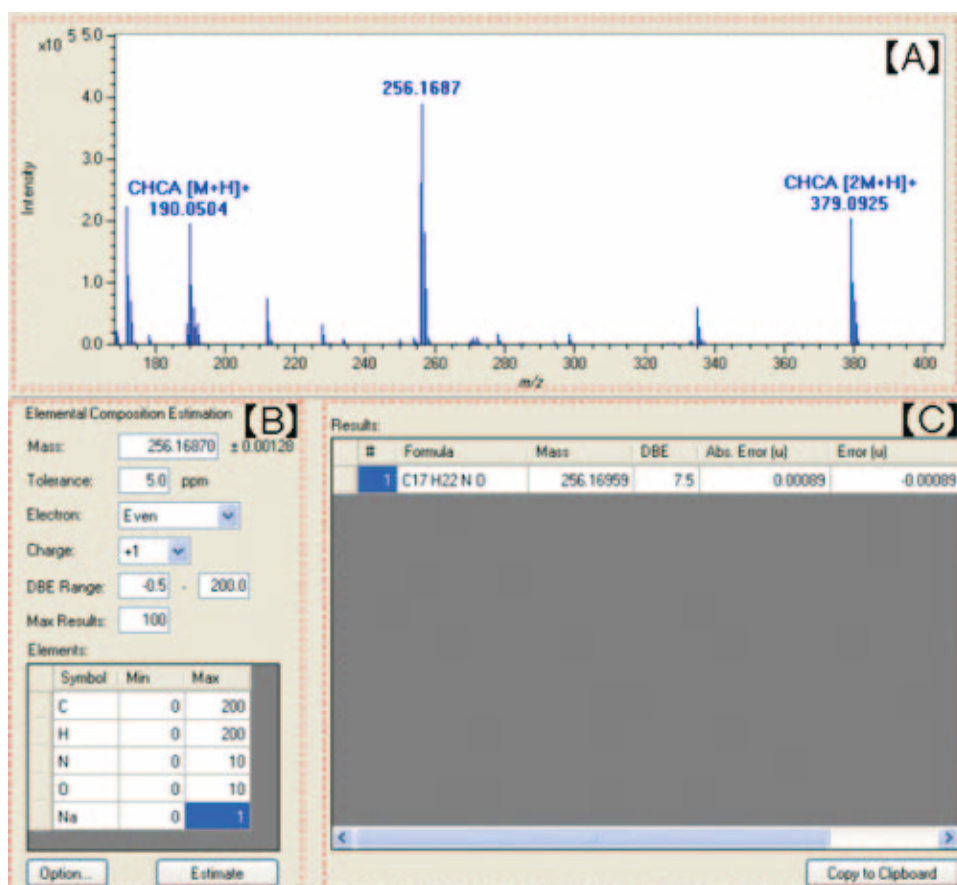 ×10 5 5.0
[A]
4.0
3.0
2.0
1.0
0.0
Intensity
256.1687
CHCA [M+H]+
190.0504
CHCA [2M+H]+
379.0925
180 200 220 240 260 280 300 320 340 360 380 400
m/z
Elemental Composition Estimation
【B】
Mass: 256.16870 ± 0.00128
Tolerance: 5.0 ppm
Electron: Even
Charge: +1
DBE Range: -0.5 - 200.0
Max Results: 100
Elements:
Symbol Min Max
C 0 200
H 0 200
N 0 10
O 0 10
Na 0 1
Option... Estimate
【C】
Results:
# Formula Mass DBE Abs. Error (u) Error (u)
1 C17 H22 N O 256.16959 7.5 0.00089 -0.00089
Copy to Clipboard